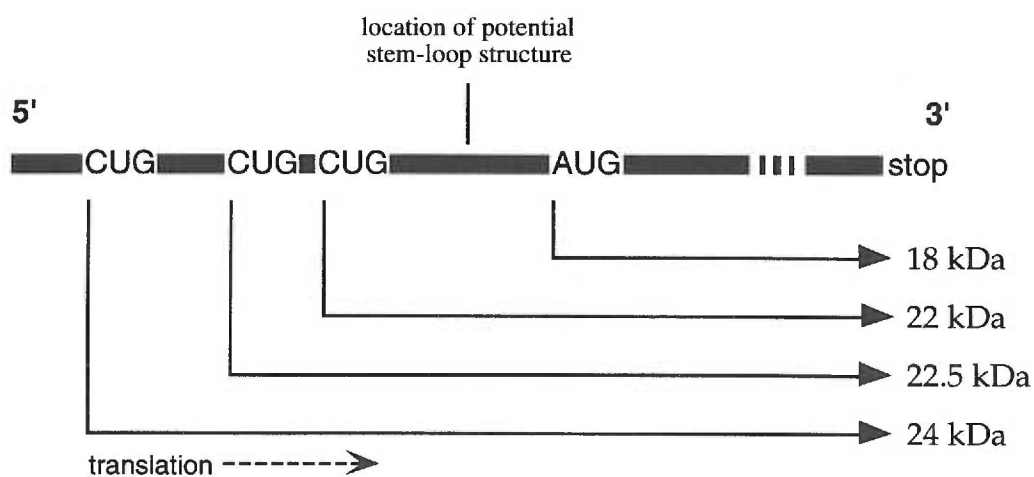 location of potential
stem-loop structure
5' 3'
CUG CUG CUG AUG stop
18 kDa
22 kDa
22.5 kDa
24 kDa
translation